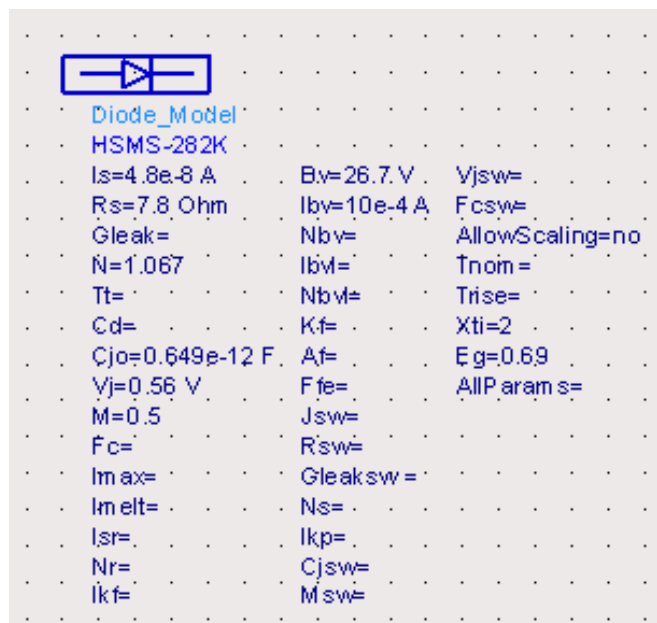 Diode_Model
HSMS-282K
Is=4.8e-8 A
Rs=7.8 Ohm
Gleak=
N=1.067
Tt=
Cd=
Cjo=0.649e-12 F
Vj=0.56 V
M=0.5
Fc=
Imax=
Imelt=
Isr=
Nr=
Ikf=
Bv=26.7 V
Ibv=10e-4 A
Nbv=
Ibvl=
Nbvl=
Kf=
Af=
Ffe=
Jsw=
Rsw=
Gleaksw=
Ns=
Ikp=
Cjsw=
Msw=
Vjsw=
Fcsw=
AllowScaling=no
Tnom=
Trise=
Xti=2
Eg=0.69
AllParams=